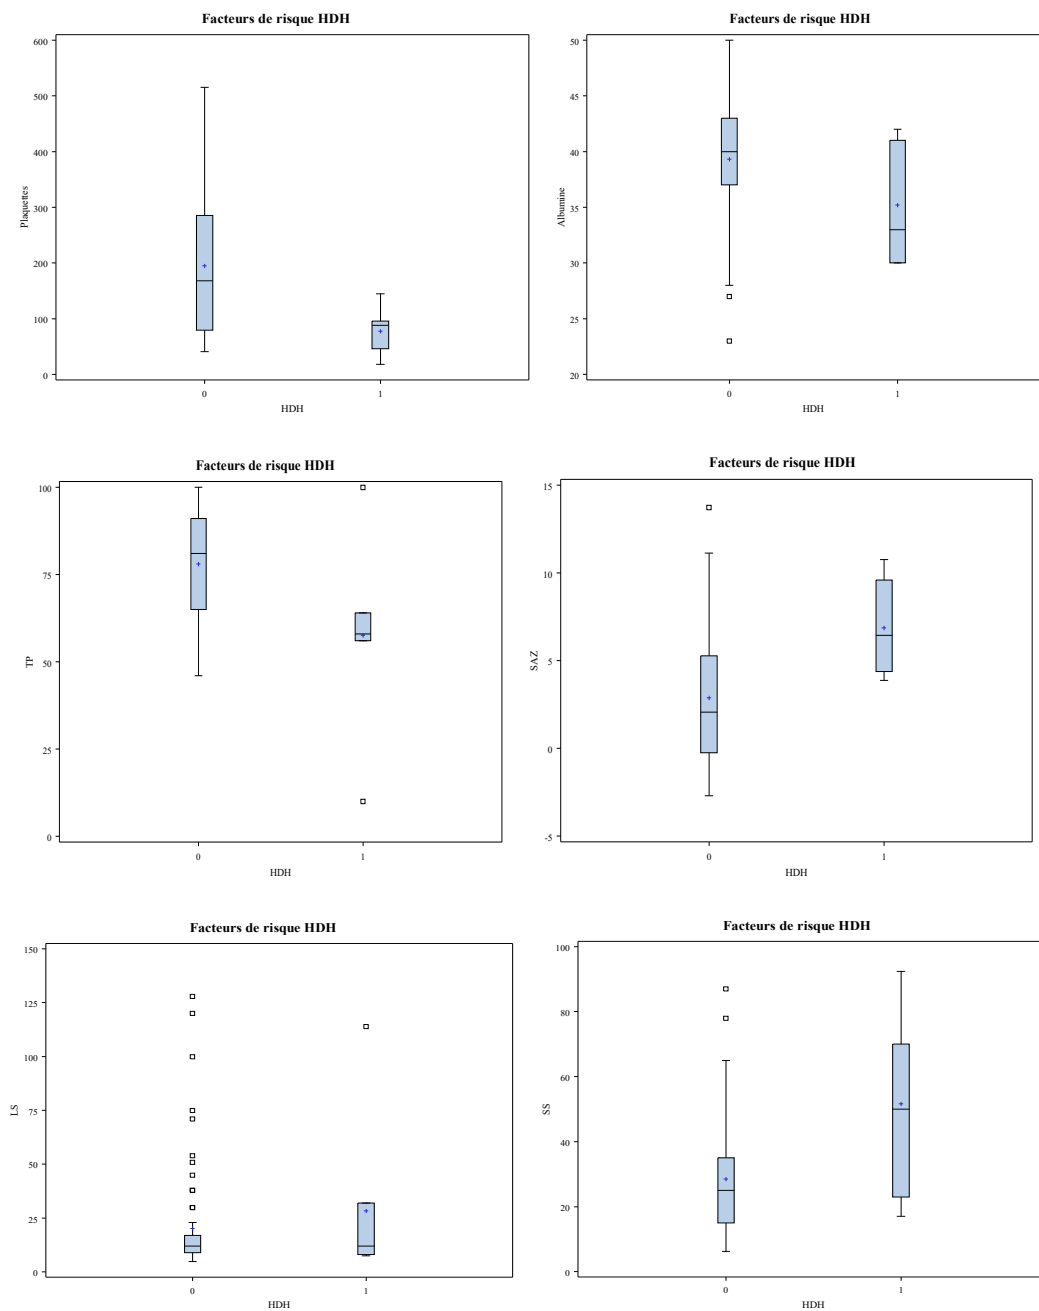 Facteurs de risque HDH
600
500
400
300
200
100
0
Plaquettes
0 1
HDH
Facteurs de risque HDH
50
45
40
35
30
25
20
Albumine
0 1
HDH
Facteurs de risque HDH
100
75
50
25
0
TP
0 1
HDH
Facteurs de risque HDH
15
10
5
0
-5
SAZ
0 1
HDH
Facteurs de risque HDH
150
125
100
75
50
25
0
LS
0 1
HDH
Facteurs de risque HDH
100
80
60
40
20
0
SS
0 1
HDH